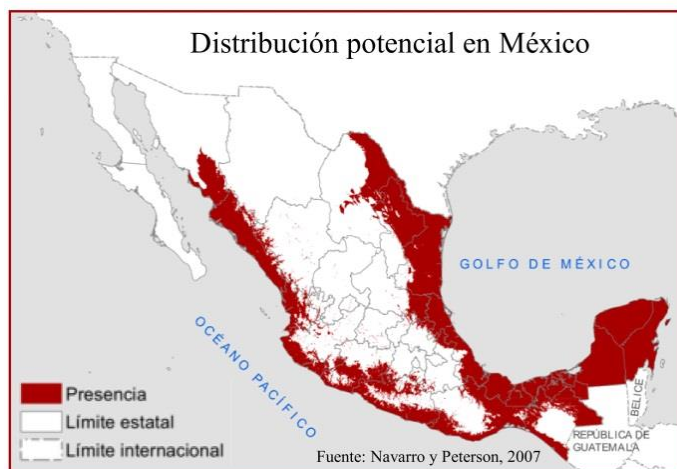 Distribución potencial en México
GOLFO DE MÉXICO
OCÉANO PACÍFICO
BELICE
REPÚBLICA DE
GUATEMALA
Presencia
Límite estatal
Límite internacional
Fuente: Navarro y Peterson, 2007